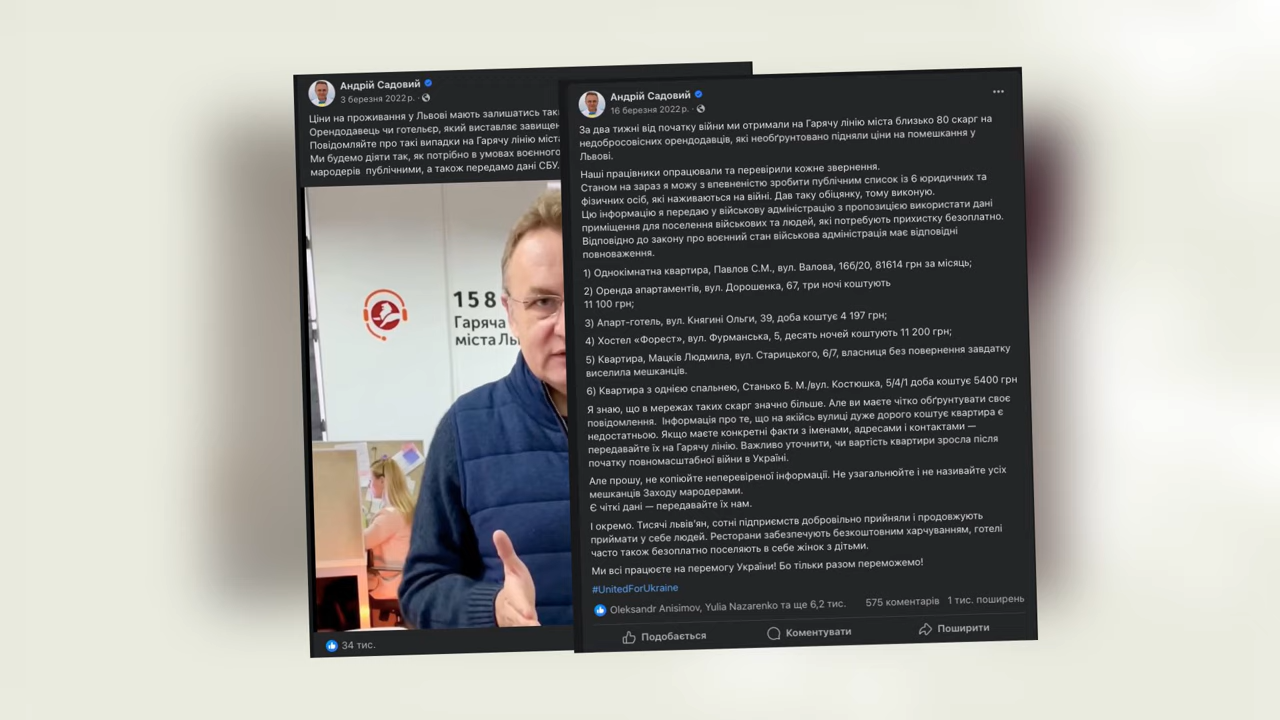 Андрій Садовий
3 березня 2022 р.
Ціни на проживання у Львові мають залишатись
Орендодавець чи готельєр, який виставляє
Повідомляйте про такі випадки на Гарячу лінію
Ми будемо діяти так, як потрібно в умовах воєнного
мародерів публічними, а також передамо дані СБУ.
158
Гаряча
міста
34 тис.
Андрій Садовий
16 березня 2022 р.
За два тижні від початку війни ми отримали на Гарячу лінію міста близько 80 скарг на
недобросовісних орендодавців, які необґрунтовано підняли ціни на помешкання у
Львові.
Наші працівники опрацювали та перевірили кожне звернення.
Станом на зараз я можу з впевненістю зробити публічним список із 6 юридичних та
фізичних осіб, які наживаються на війні. Дав таку обіцянку, тому виконую.
Цю інформацію я передаю у військову адміністрацію з пропозицією використати дані
приміщення для поселення військових та людей, які потребують прихистку безоплатно.
Відповідно до закону про воєнний стан військова адміністрація має відповідні
повноваження.
1) Однокімнатна квартира, Павлов С.М., вул. Валова, 16б/20, 81614 грн за місяць;
2) Оренда апартаментів, вул. Дорошенка, 67, три ночі коштують
11 100 грн;
3) Апарт-готель, вул. Княгині Ольги, 39, доба коштує 4 197 грн;
4) Хостел «Форест», вул. Фурманська, 5, десять ночей коштують 11 200 грн;
5) Квартира, Мацків Людмила, вул. Старицького, 6/7, власниця без повернення завдатку
виселила мешканців.
6) Квартира з однією спальнею, Станько Б. М./вул. Костюшка, 5/4/1 доба коштує 5400 грн
Я знаю, що в мережах таких скарг значно більше. Але ви маєте чітко обґрунтувати своє
повідомлення. Інформація про те, що на якійсь вулиці дуже дорого коштує квартира є
недостатньою. Якщо маєте конкретні факти з іменами, адресами і контактами —
передавайте їх на Гарячу лінію. Важливо уточнити, чи вартість квартири зросла після
початку повномасштабної війни в Україні.
Але прошу, не копіюйте неперевіреної інформації. Не узагальнюйте і не називайте усіх
мешканців Заходу мародерами.
Є чіткі дані — передавайте їх нам.
І окремо. Тисячі львів'ян, сотні підприємств добровільно прийняли і продовжують
приймати у себе людей. Ресторани забезпечують безкоштовним харчуванням, готелі
часто також безоплатно поселяють в себе жінок з дітьми.
Ми всі працюєте на перемогу України! Бо тільки разом переможемо!
#UnitedForUkraine
Oleksandr Anisimov, Yulia Nazarenko та ще 6,2 тис. 575 коментарів 1 тис. поширень
Подобається Коментувати Поширити